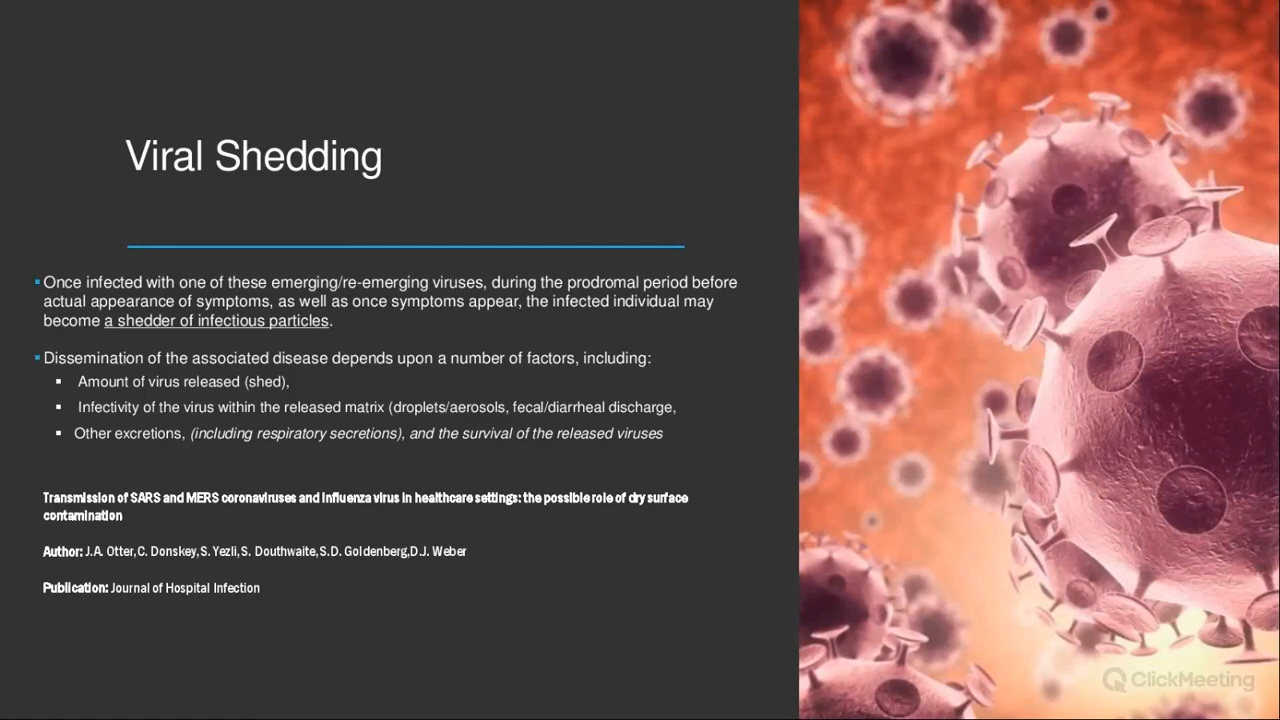 Viral Shedding
Once infected with one of these emerging/re-emerging viruses, during the prodromal period before
actual appearance of symptoms, as well as once symptoms appear, the infected individual may
become a shedder of infectious particles.
Dissemination of the associated disease depends upon a number of factors, including:
Amount of virus released (shed),
Infectivity of the virus within the released matrix (droplets/aerosols, fecal/diarrheal discharge,
Other excretions, (including respiratory secretions), and the survival of the released viruses
Transmission of SARS and MERS coronaviruses and influenza virus in healthcare settings: the possible role of dry surface
contamination
Author: J.A. Otter,C. Donskey,S. Yezli,S. Douthwaite,S.D. Goldenberg,D.J. Weber
Publication: Journal of Hospital Infection
ClickMeeting